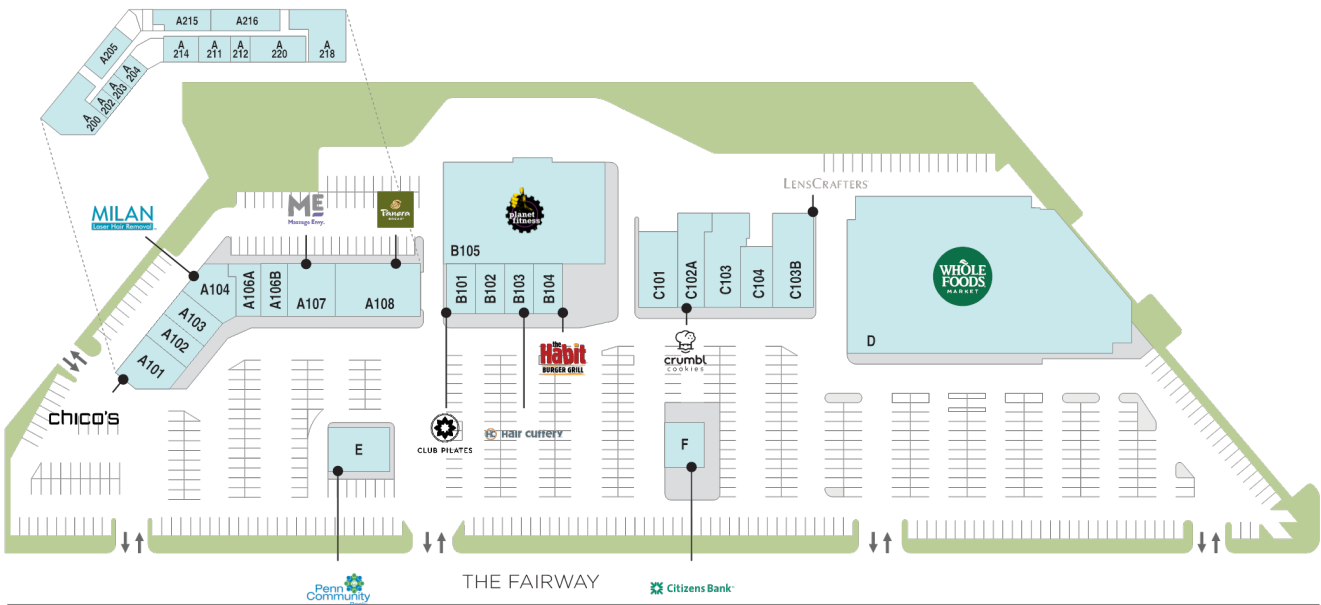 A215
A216
A
214
A
211
A
212
A
220
A
218
A205
A
204
A
203
A
202
A
200
MILAN
Laser Hair Removal
ME
Massage Envy
Panera
BREAD
planet
fitness
LENSCRAFTERS
WHOLE
FOODS
MARKET
B105
A104
A106A
A106B
A107
A108
B101
B102
B103
B104
C101
C102A
C103
C104
C103B
D
A103
A102
A101
the
Habit
BURGER GRILL
crumbl
cookies
chico's
CLUB PILATES
HC Hair Cuttery
E
F
Penn
Community
Bank
THE FAIRWAY
Citizens Bank